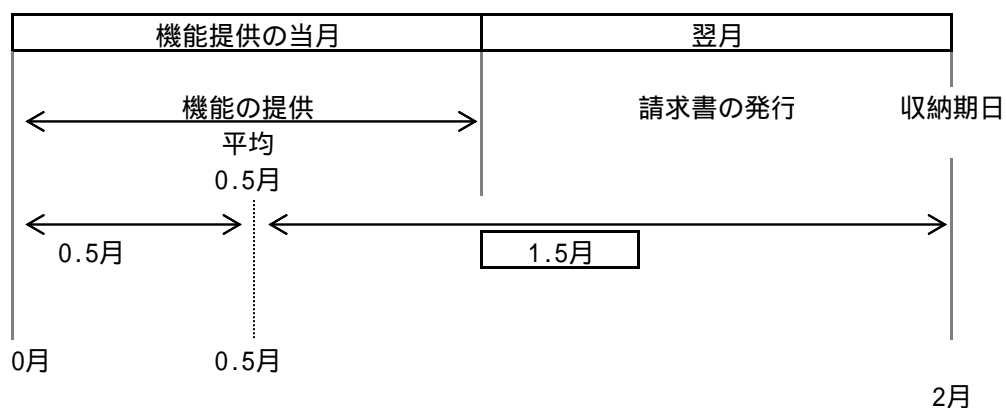 機能提供の当月 翌月
機能の提供 請求書の発行 収納期日
平均
0.5月
0.5月 1.5月
0月 0.5月
2月